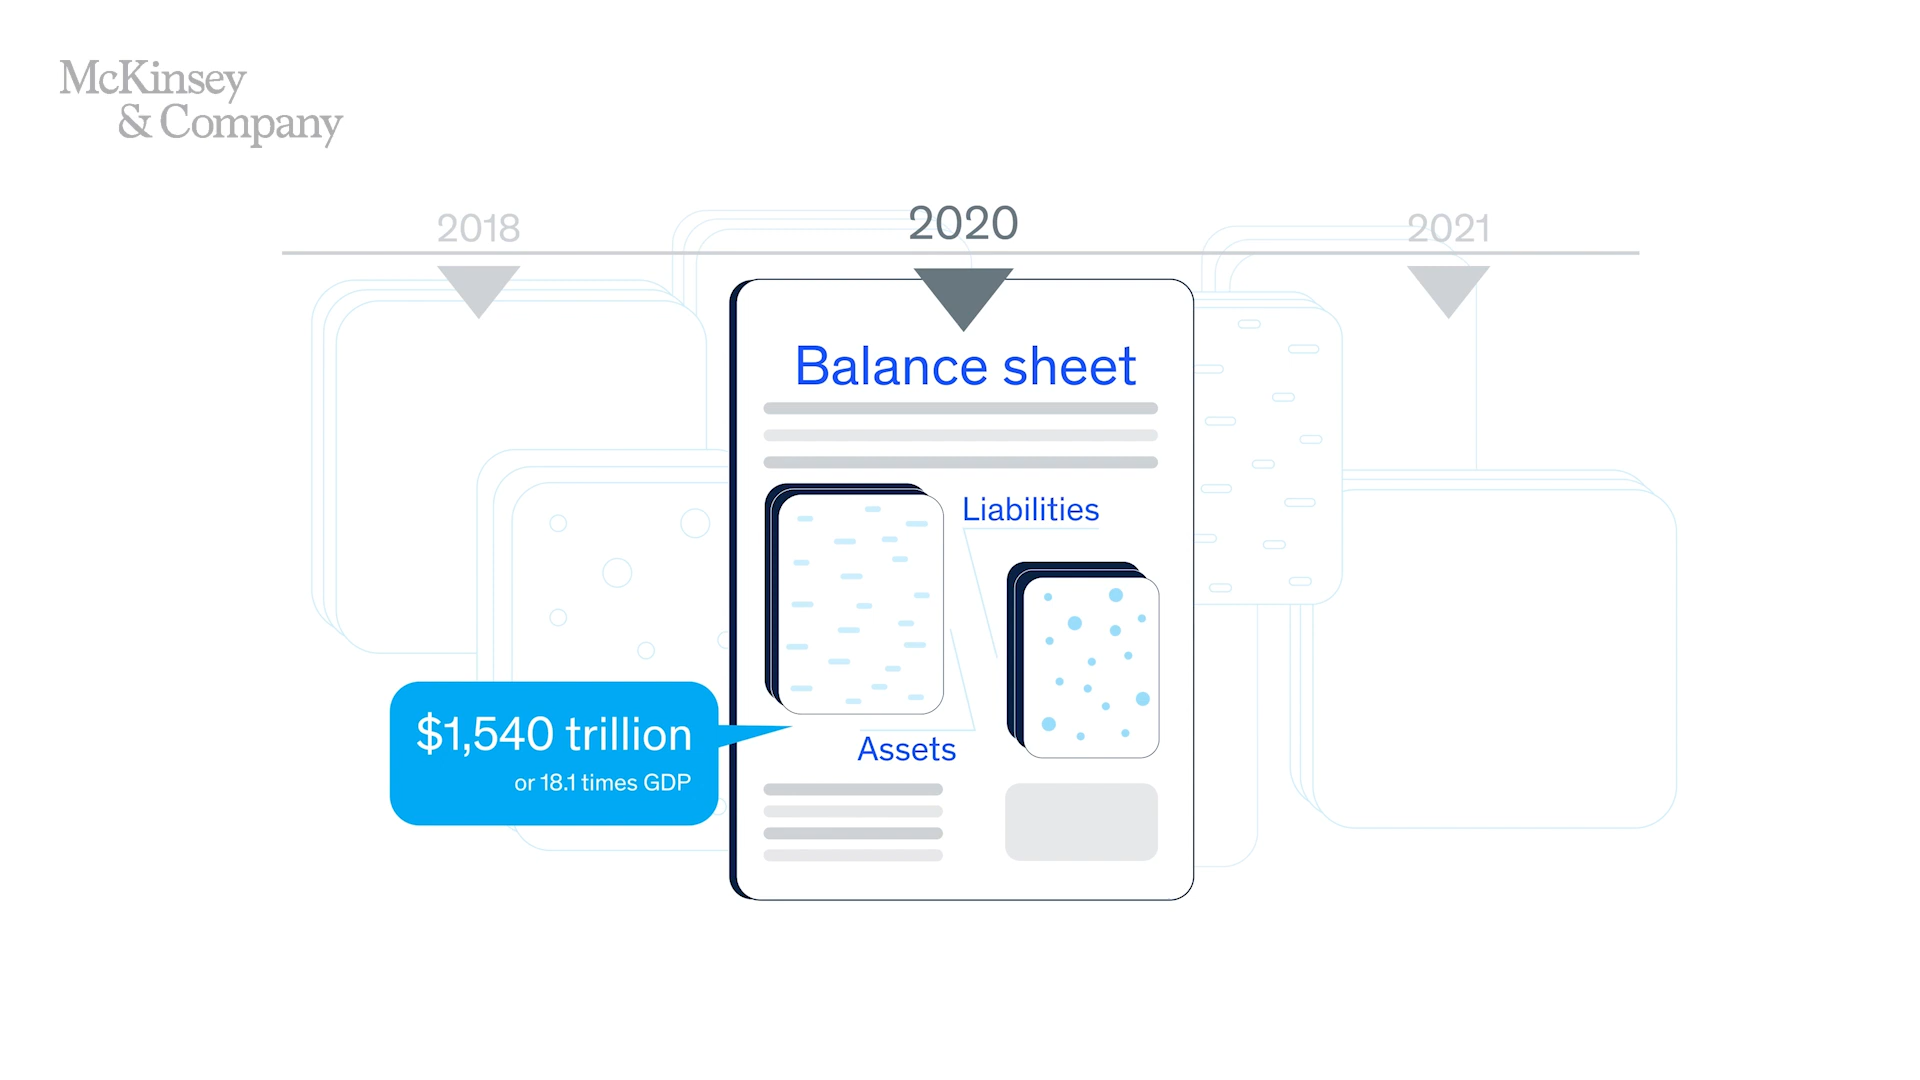 McKinsey
& Company
2018
2020
2021
Balance sheet
Liabilities
$1,540 trillion
or 18.1 times GDP
Assets